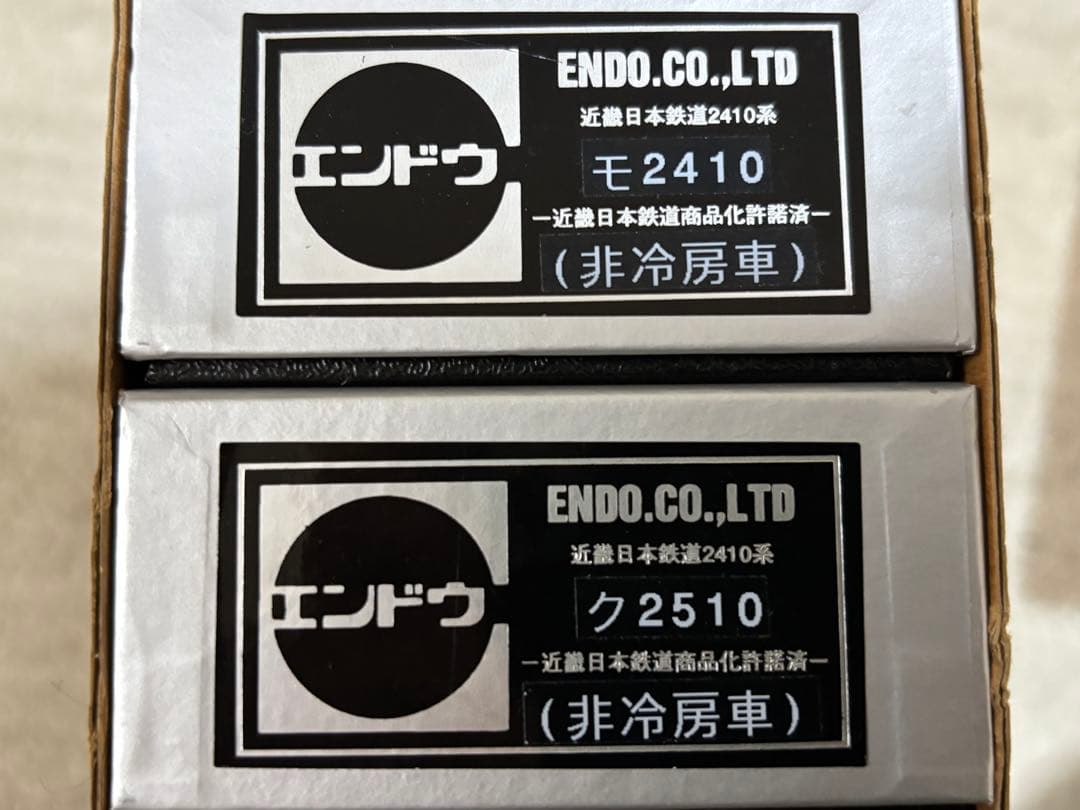 エンドウ
ENDO.CO.,LTD
近畿日本鉄道2410系
モ2410
ー近畿日本鉄道商品化許諾済ー
(非冷房車)
エンドウ
ENDO.CO.,LTD
近畿日本鉄道2410系
ク2510
ー近畿日本鉄道商品化許諾済ー
(非冷房車)